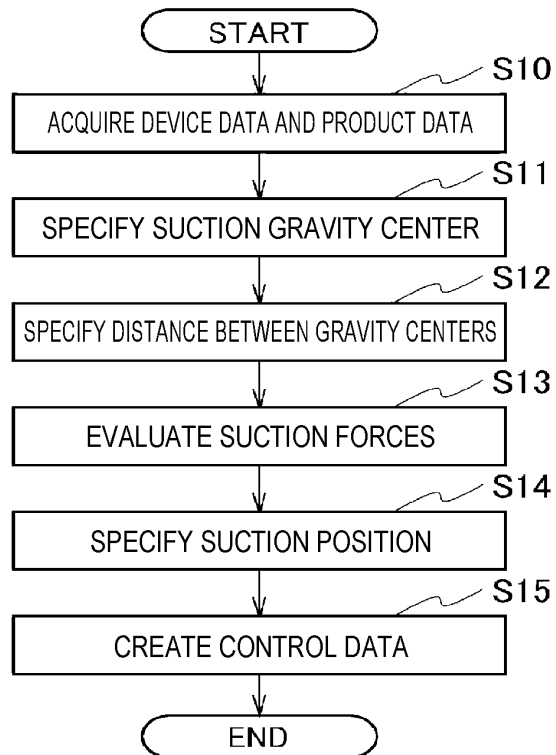 START
S10
ACQUIRE DEVICE DATA AND PRODUCT DATA
S11
SPECIFY SUCTION GRAVITY CENTER
S12
SPECIFY DISTANCE BETWEEN GRAVITY CENTERS
S13
EVALUATE SUCTION FORCES
S14
SPECIFY SUCTION POSITION
S15
CREATE CONTROL DATA
END